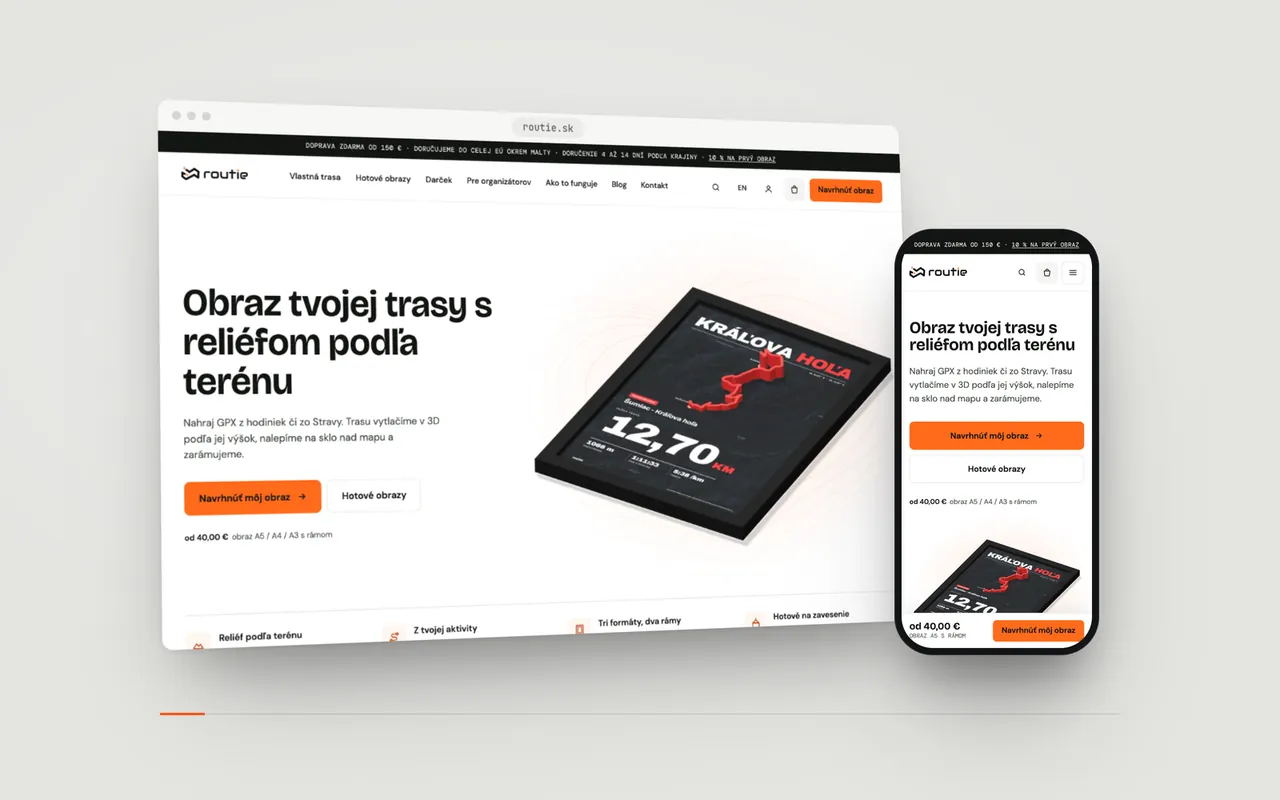 routie.sk
DOPRAVA ZDARMA OD 150 € · DORUČUJEME DO CELEJ EÚ OKREM MALTY · DORUČENIE 4 AŽ 14 DNÍ PODĽA KRAJINY · 10 % NA PRVÝ OBRAZ
routie
Vlastná trasa
Hotové obrazy
Darček
Pre organizátorov
Ako to funguje
Blog
Kontakt
EN
Navrhnúť obraz
Obraz tvojej trasy s
reliéfom podľa
terénu
Nahraj GPX z hodiniek či zo Stravy. Trasu vytlačíme v 3D
podľa jej výšok, nalepíme na sklo nad mapu a
zarámujeme.
Navrhnúť môj obraz →
Hotové obrazy
od 40,00 € obraz A5 / A4 / A3 s rámom
KRÁĽOVA HOĽA
Šumiac - Kráľova hoľa
12,70 KM
1068 m
1:11:33
5:38 /km
Reliéf podľa terénu
Z tvojej aktivity
Tri formáty, dva rámy
Hotové na zavesenie
DOPRAVA ZDARMA OD 150 € · 10 % NA PRVÝ OBRAZ
routie
Obraz tvojej trasy s
reliéfom podľa terénu
Nahraj GPX z hodiniek či zo Stravy. Trasu
vytlačíme v 3D podľa jej výšok, nalepíme
na sklo nad mapu a zarámujeme.
Navrhnúť môj obraz →
Hotové obrazy
od 40,00 € obraz A5 / A4 / A3 s rámom
KRÁĽOVA HOĽA
12,70
od 40,00 €
OBRAZ A5 S RÁMOM
Navrhnúť môj obraz